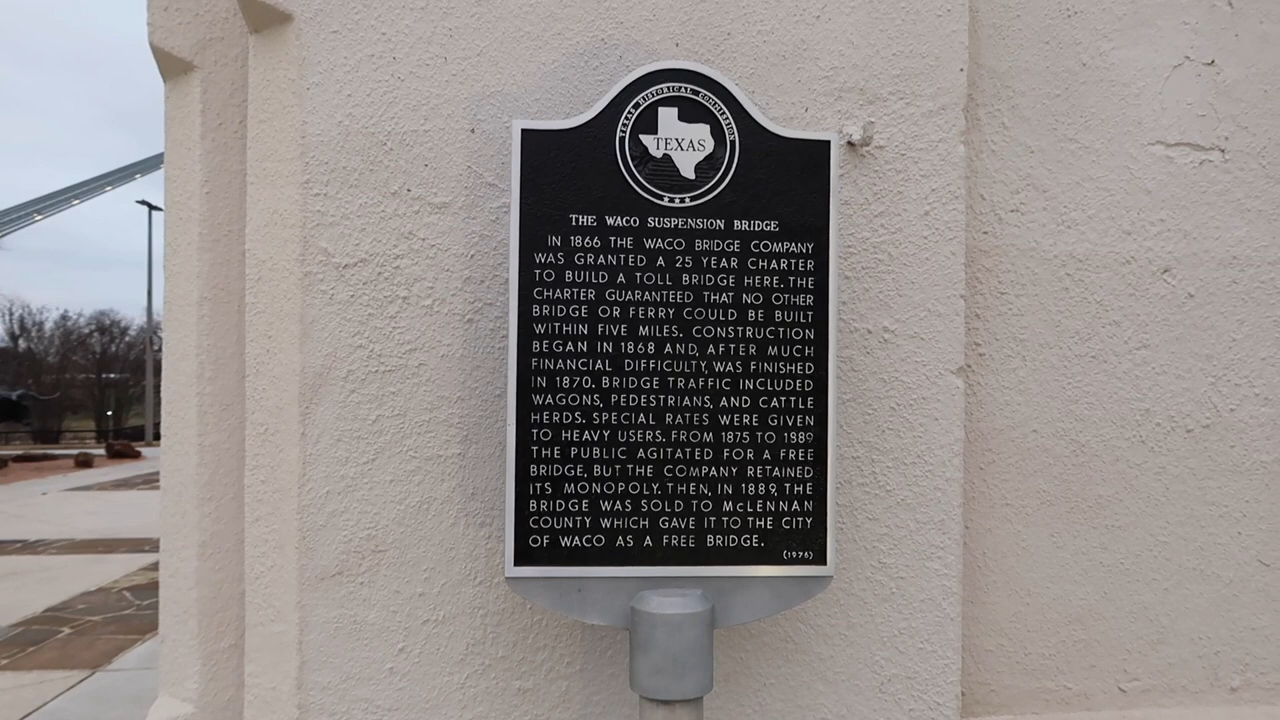 TEXAS HISTORICAL COMMISSION
TEXAS
THE WACO SUSPENSION BRIDGE
IN 1866 THE WACO BRIDGE COMPANY
WAS GRANTED A 25 YEAR CHARTER
TO BUILD A TOLL BRIDGE HERE. THE
CHARTER GUARANTEED THAT NO OTHER
BRIDGE OR FERRY COULD BE BUILT
WITHIN FIVE MILES. CONSTRUCTION
BEGAN IN 1868 AND, AFTER MUCH
FINANCIAL DIFFICULTY, WAS FINISHED
IN 1870. BRIDGE TRAFFIC INCLUDED
WAGONS, PEDESTRIANS, AND CATTLE
HERDS. SPECIAL RATES WERE GIVEN
TO HEAVY USERS. FROM 1875 TO 1889
THE PUBLIC AGITATED FOR A FREE
BRIDGE, BUT THE COMPANY RETAINED
ITS MONOPOLY. THEN, IN 1889, THE
BRIDGE WAS SOLD TO McLENNAN
COUNTY WHICH GAVE IT TO THE CITY
OF WACO AS A FREE BRIDGE.
(1976)